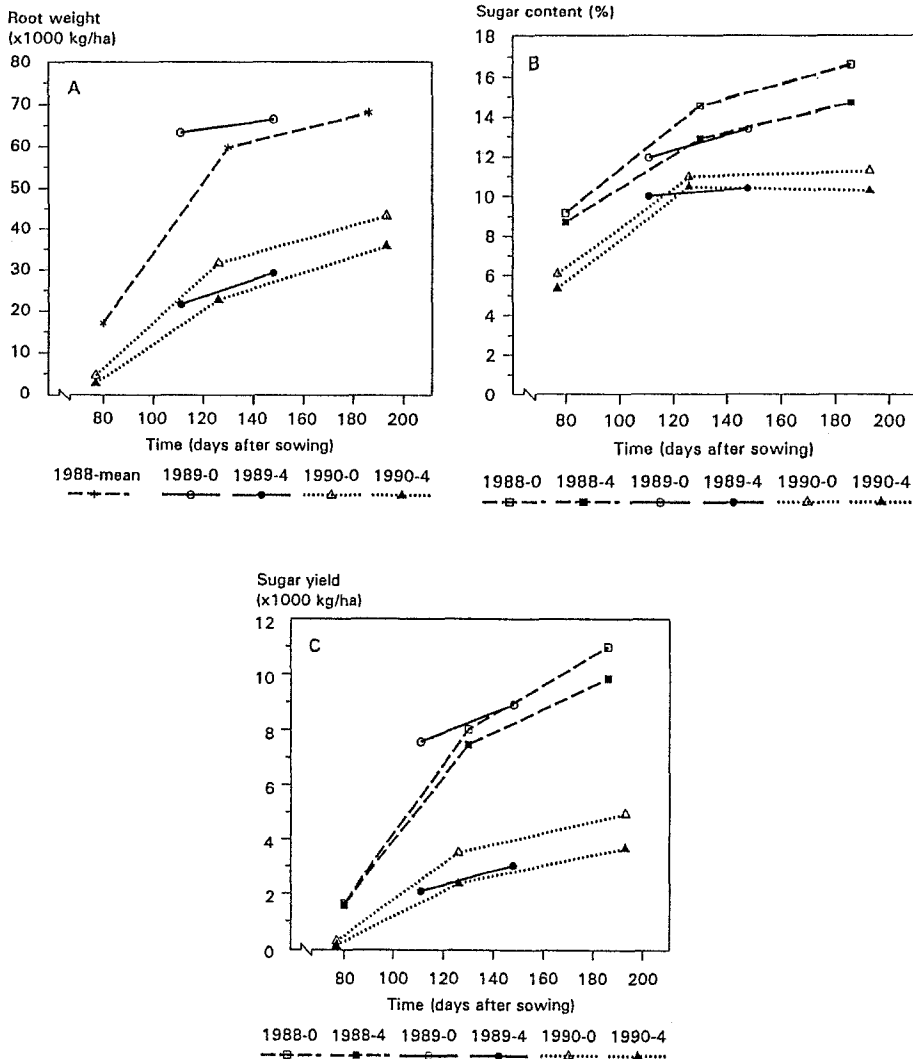 Root weight
(x1000 kg/ha)
80
70
60
50
40
30
20
10
0
A
80 100 120 140 160 180 200
Time (days after sowing)
1988-mean 1989-0 1989-4 1990-0 1990-4
Sugar content (%)
18
16
14
12
10
8
6
4
2
0
B
80 100 120 140 160 180 200
Time (days after sowing)
1988-0 1988-4 1989-0 1989-4 1990-0 1990-4
Sugar yield
(x1000 kg/ha)
12
10
8
6
4
2
0
C
80 100 120 140 160 180 200
Time (days after sowing)
1988-0 1988-4 1989-0 1989-4 1990-0 1990-4